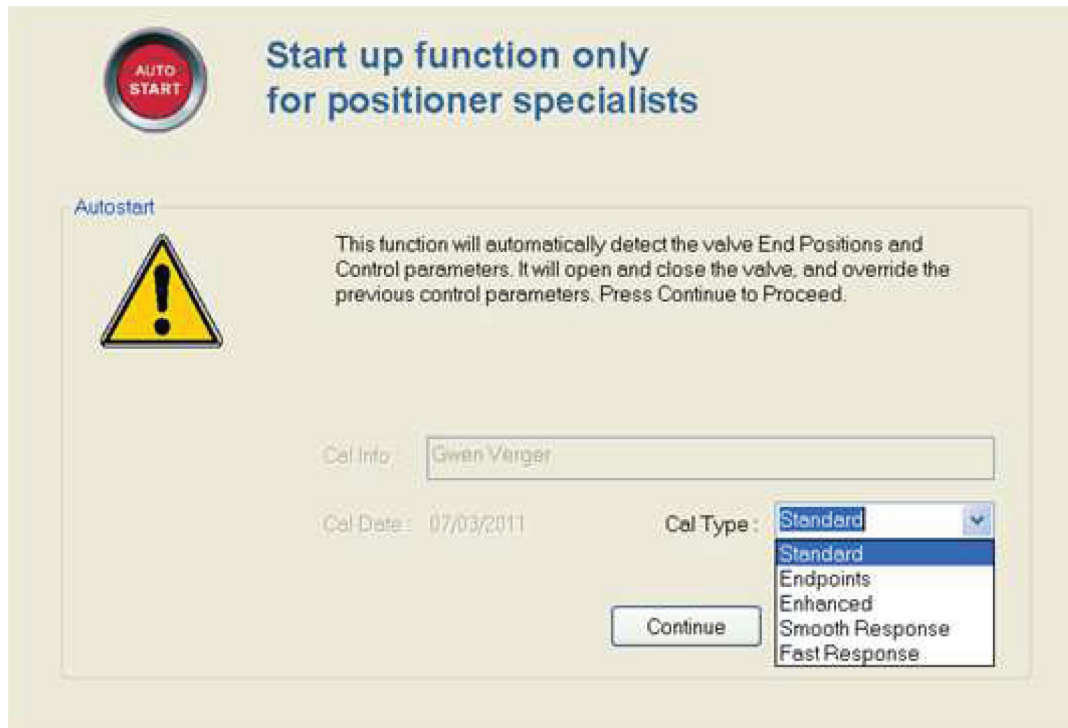 AUTO
START
Start up function only
for positioner specialists
Autostart
This function will automatically detect the valve End Positions and
Control parameters. It will open and close the valve, and override the
previous control parameters. Press Continue to Proceed.
Cal Info : Gwen Verger
Cal Date : 07/03/2011 Cal Type : Standard
Standard
Endpoints
Enhanced
Continue Smooth Response
Fast Response